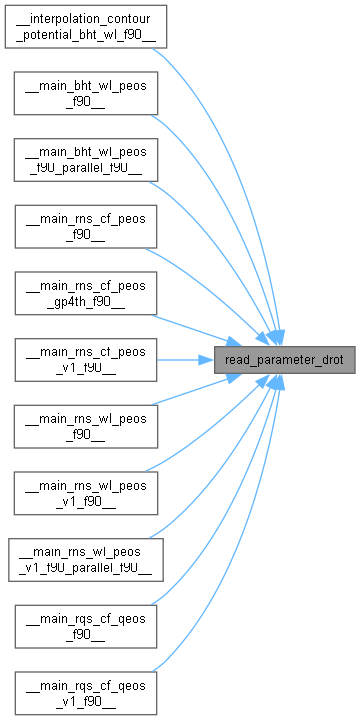 __interpolation_contour
_potential_bht_wl_f90__
__main_bht_wl_peos
_f90__
__main_bht_wl_peos
_f90_parallel_f90__
__main_rns_cf_peos
_f90__
__main_rns_cf_peos
_gp4th_f90__
__main_rns_cf_peos
_v1_f90__
read_parameter_drot
__main_rns_wl_peos
_f90__
__main_rns_wl_peos
_v1_f90__
__main_rns_wl_peos
_v1_f90_parallel_f90__
__main_rqs_cf_qeos
_f90__
__main_rqs_cf_qeos
_v1_f90__